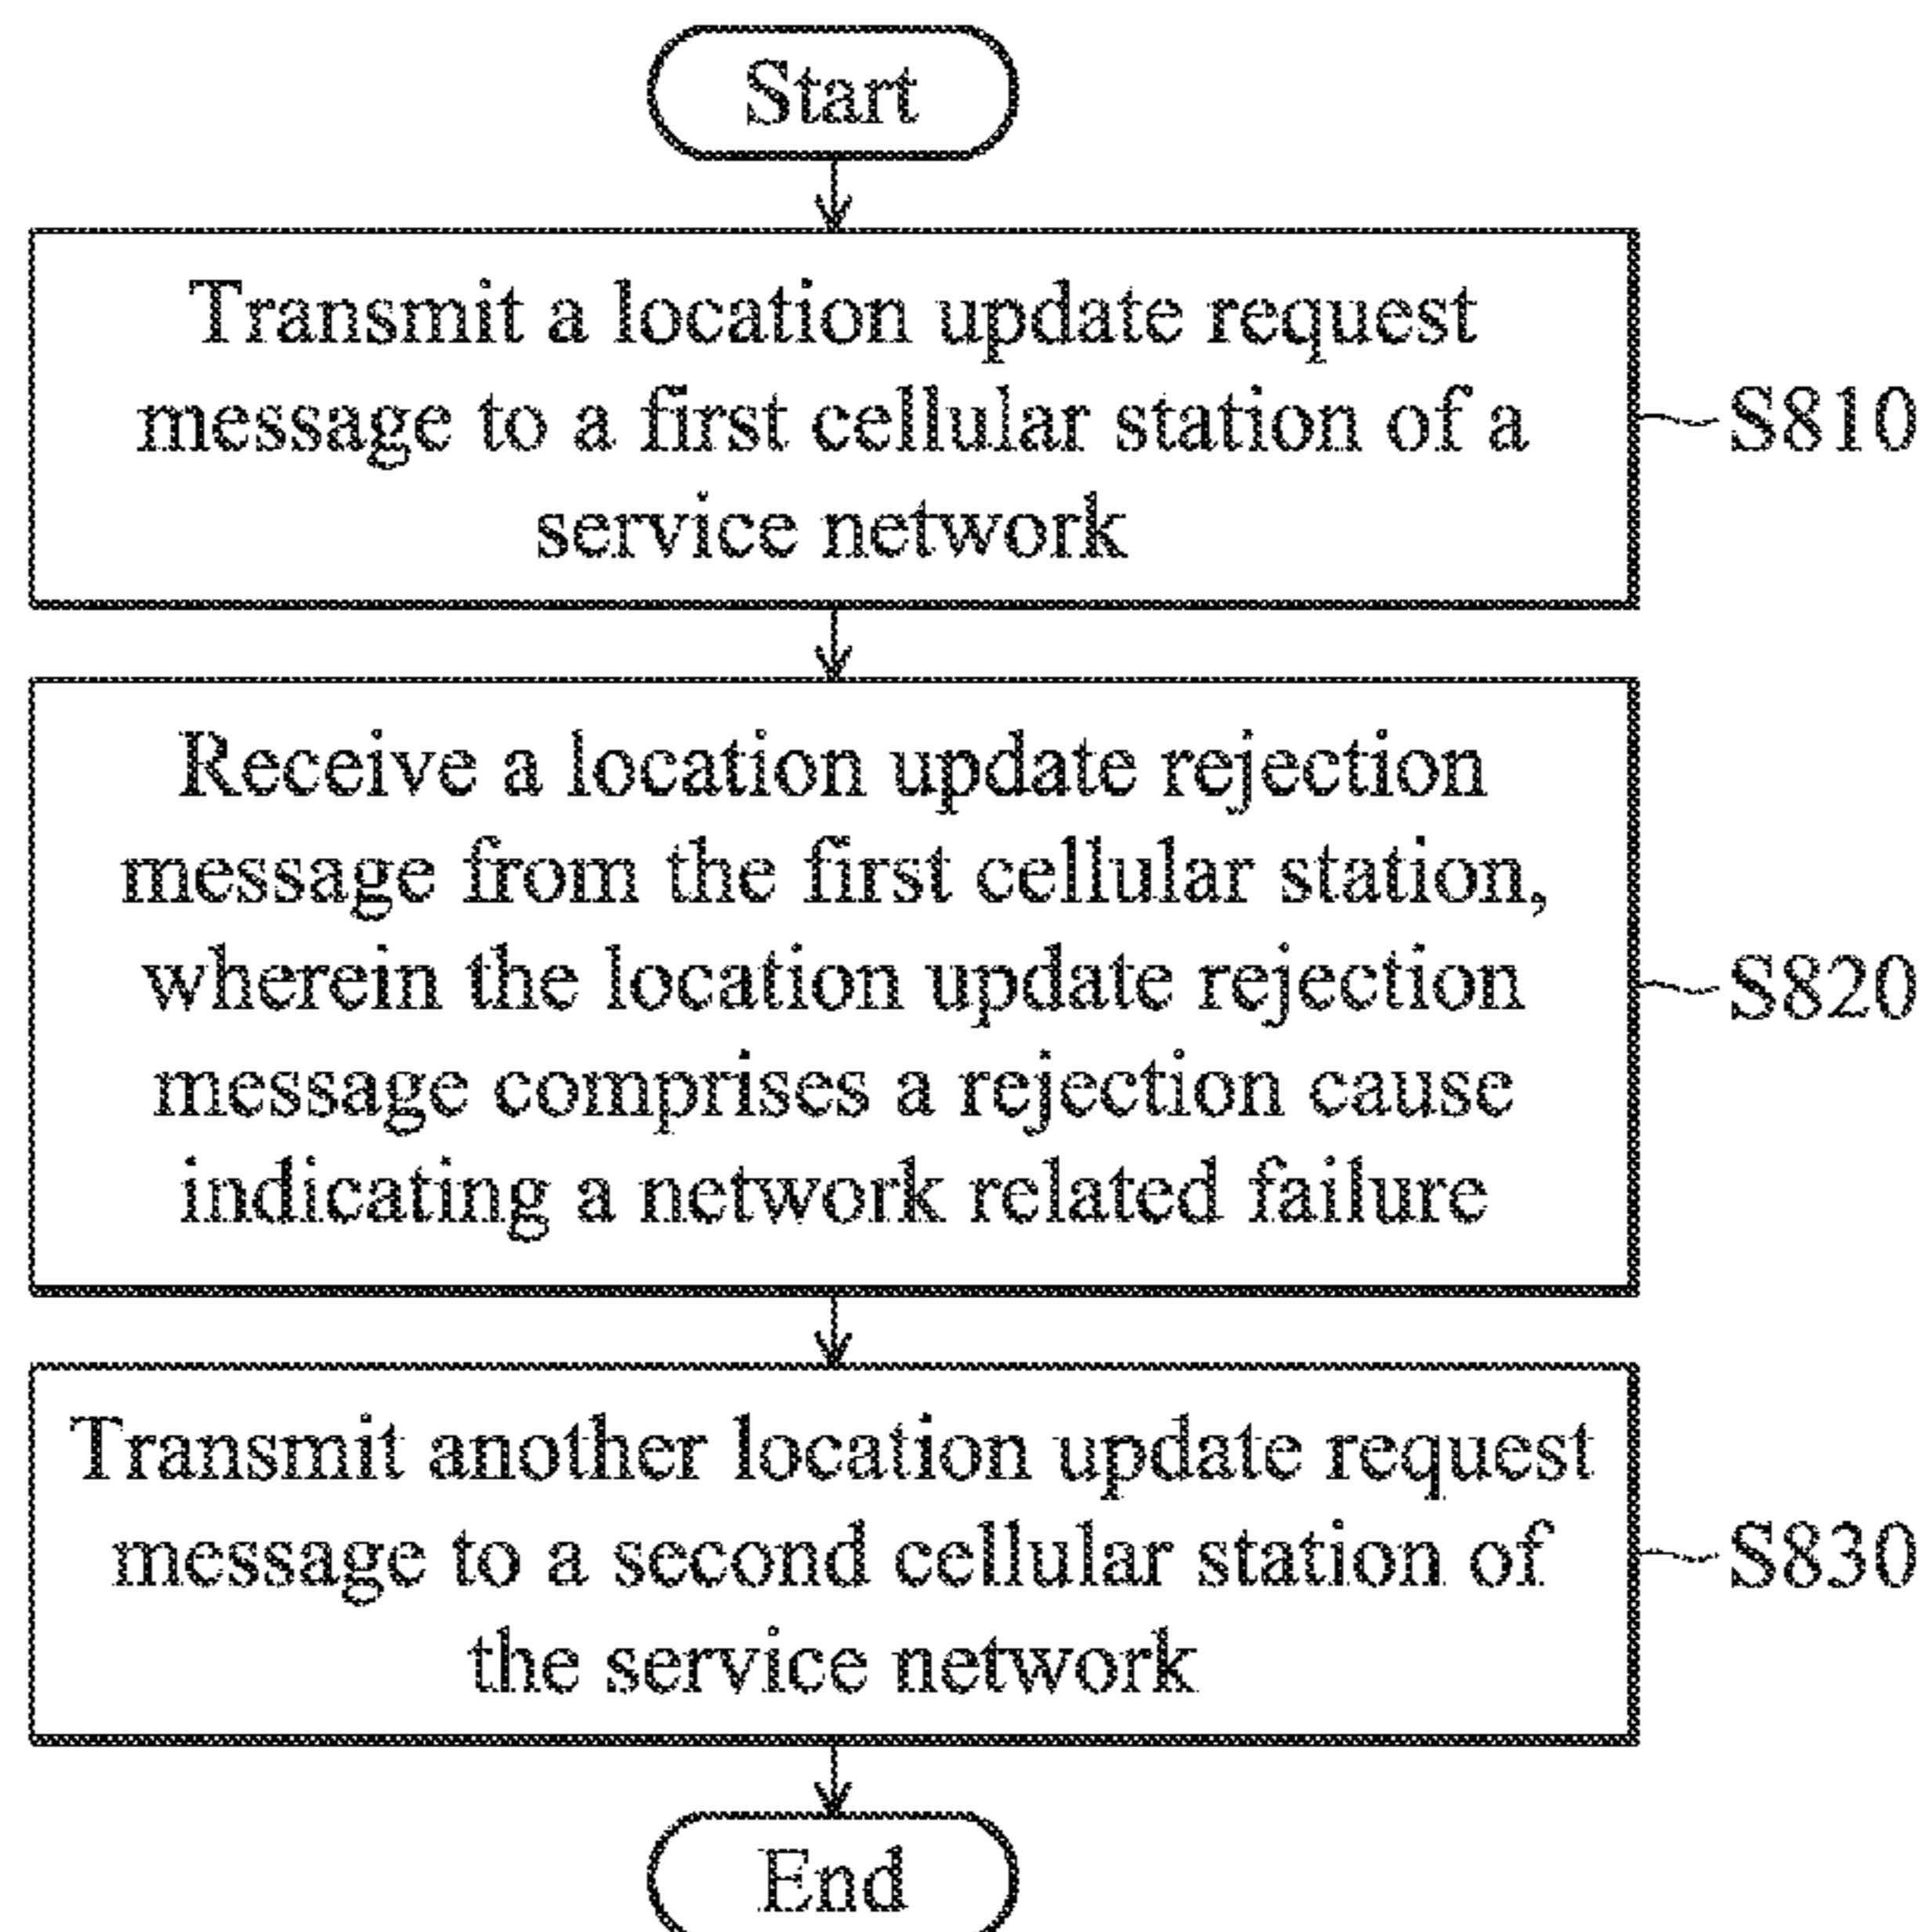 Start
Transmit a location update request
message to a first cellular station of a
service network
S810
Receive a location update rejection
message from the first cellular station,
wherein the location update rejection
message comprises a rejection cause
indicating a network related failure
S820
Transmit another location update request
message to a second cellular station of
the service network
S830
End